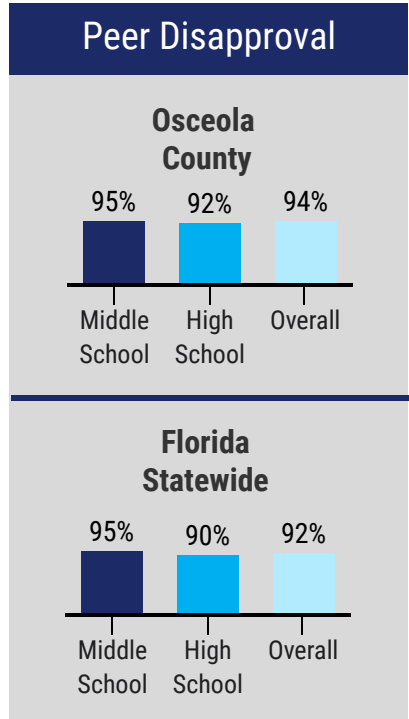 Peer Disapproval
Osceola
County
95% 92% 94%
Middle High Overall
School School
Florida
Statewide
95% 90% 92%
Middle High Overall
School School